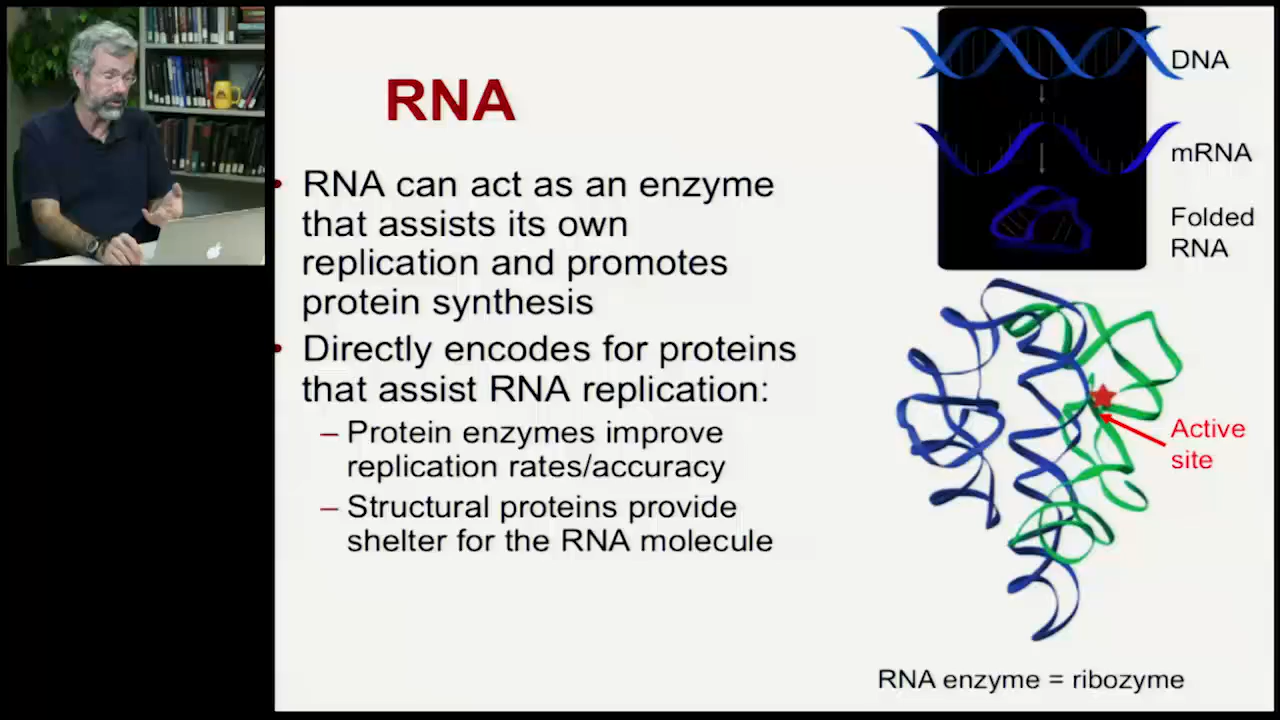 RNA
• RNA can act as an enzyme
that assists its own
replication and promotes
protein synthesis
• Directly encodes for proteins
that assist RNA replication:
– Protein enzymes improve
replication rates/accuracy
– Structural proteins provide
shelter for the RNA molecule
DNA
mRNA
Folded
RNA
Active
site
RNA enzyme = ribozyme